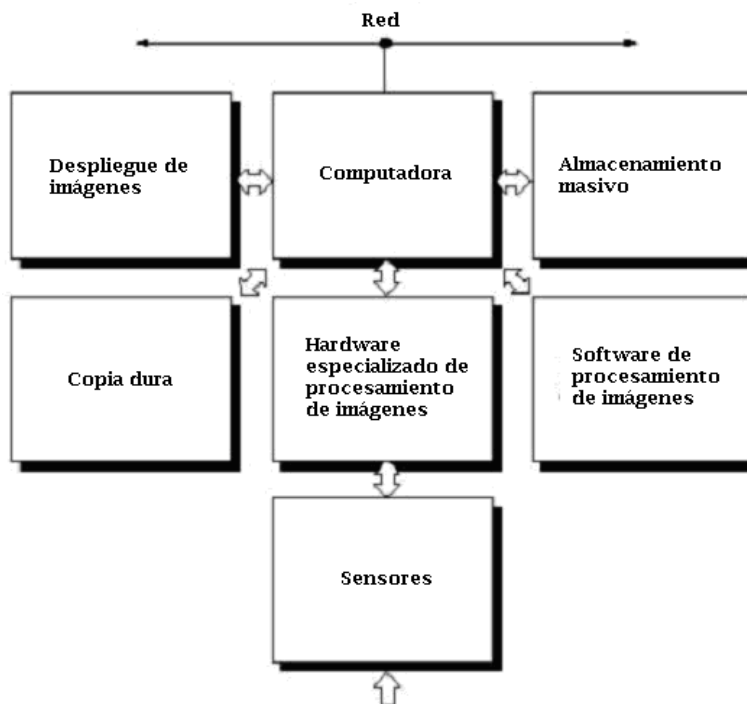 Red
Despliegue de
imágenes
Computadora
Almacenamiento
masivo
Copia dura
Hardware
especializado de
procesamiento
de imágenes
Software de
procesamiento
de imágenes
Sensores